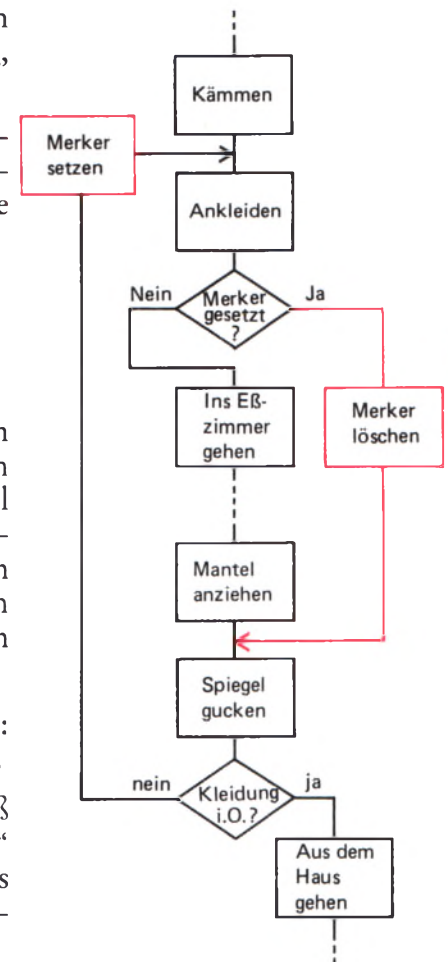 Kämmen
Merker
setzen
Ankleiden
Nein
Merker
gesetzt
?
Ja
Ins Eß-
zimmer
gehen
Merker
löschen
Mantel
anziehen
Spiegel
gucken
nein
Kleidung
i.O.?
ja
Aus dem
Haus
gehen